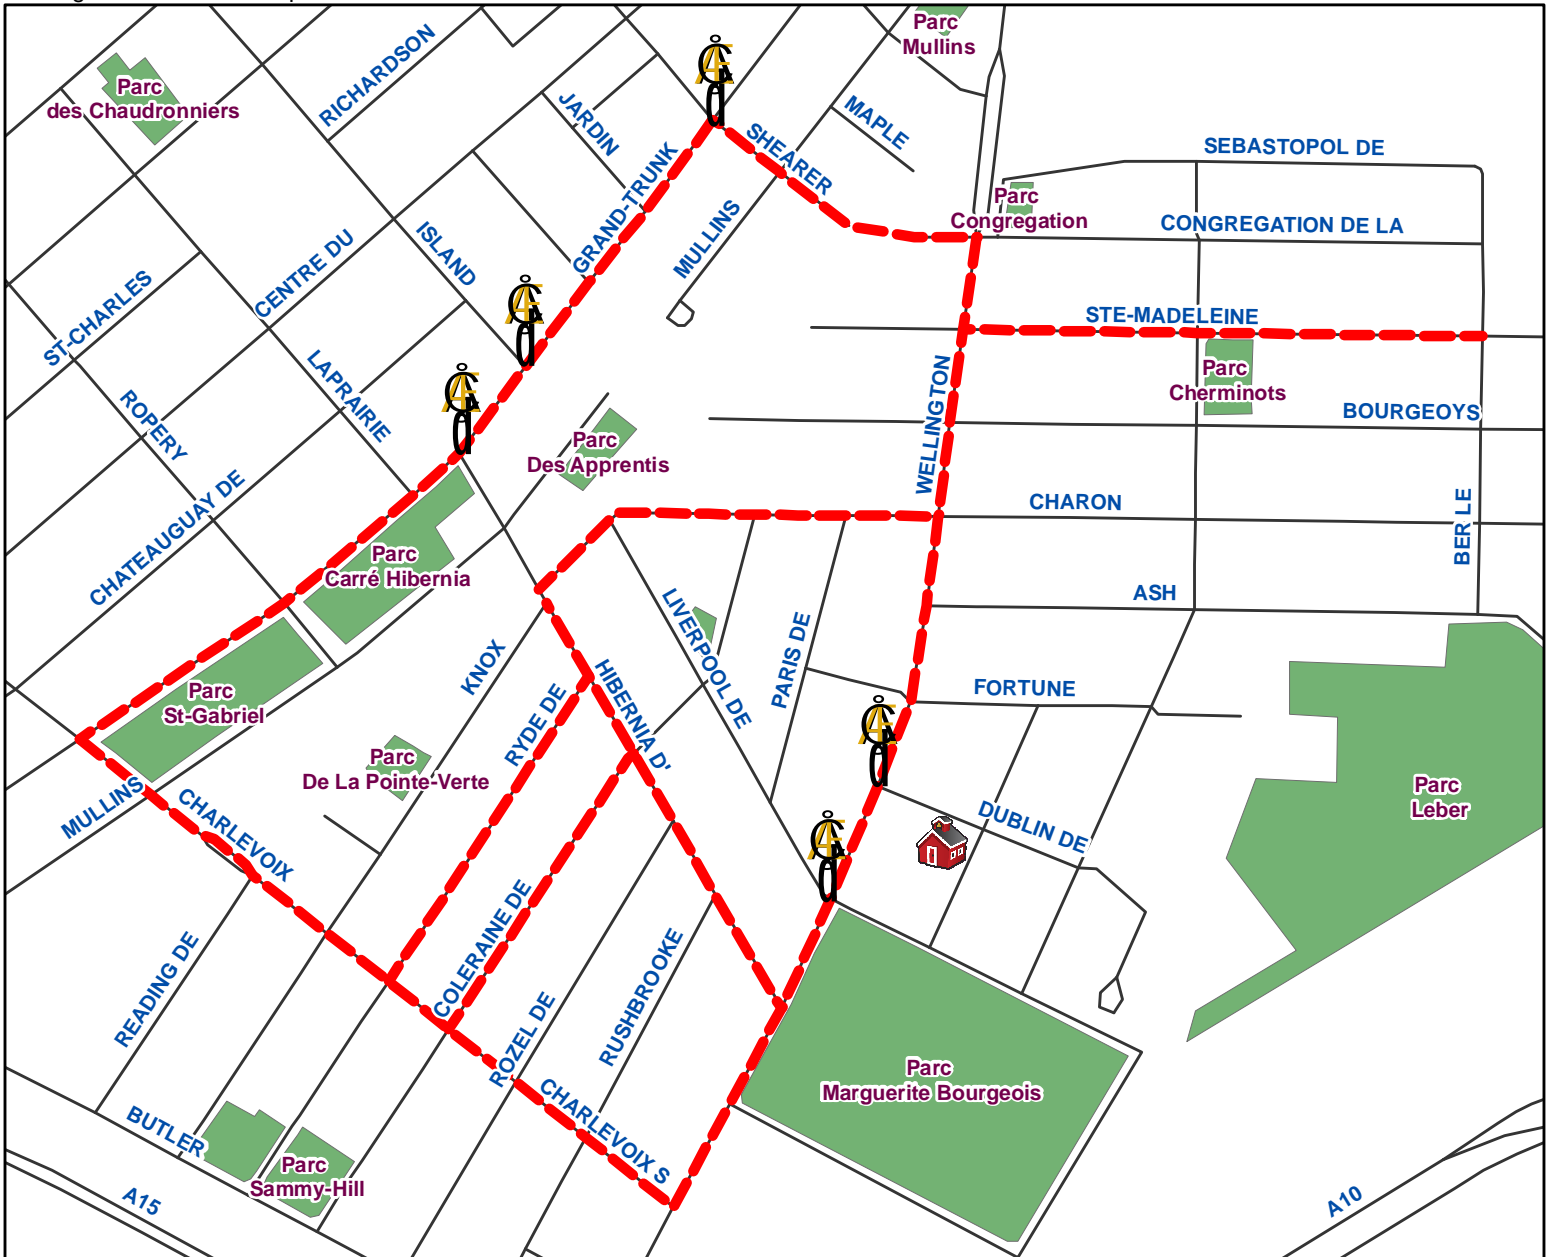 Parc
Mullins
RICHARDSON
Parc
des Chaudronniers
JARDIN
MAPLE
SHEARER
SEBASTOPOL DE
GRAND-TRUNK
Parc
Congregation
CONGREGATION DE LA
MULLINS
ISLAND
CENTRE DU
ST-CHARLES
STE-MADELEINE
LAPRAIRIE
WELLINGTON
Parc
Cherminots
ROPERY
BOURGEOYS
Parc
Des Apprentis
CHATEAUGUAY DE
CHARON
BER LE
Parc
Carré Hibernia
ASH
LIVERPOOL DE
PARIS DE
KNOX
HIBERNIA D'
RYDE DE
FORTUNE
Parc
St-Gabriel
Parc
De La Pointe-Verte
MULLINS
CHARLEVOIX
DUBLIN DE
Parc
Leber
COLERAINE DE
READING DE
RUSHBROOKE
ROZEL DE
Parc
Marguerite Bourgeois
CHARLEVOIX S
BUTLER
Parc
Sammy-Hill
A15
A10